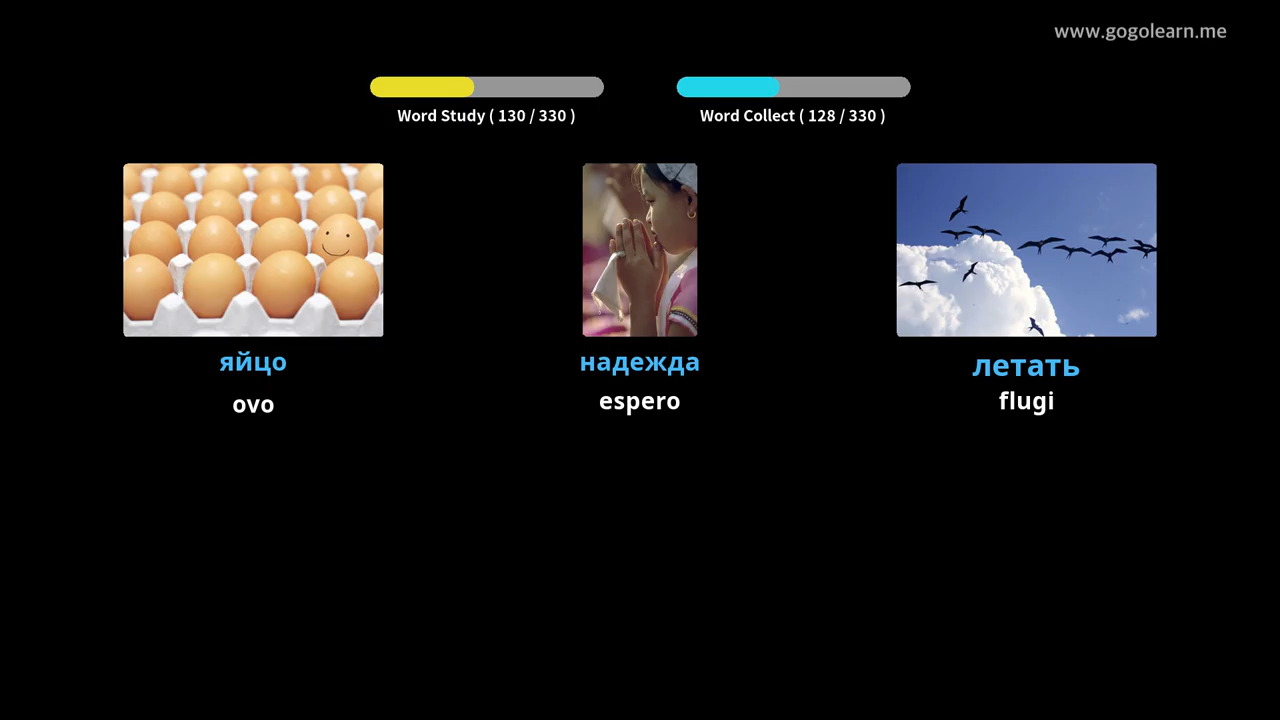 www.gogolearn.me
Word Study ( 130 / 330 )
Word Collect ( 128 / 330 )
яйцо
надежда
летать
ovo
espero
flugi